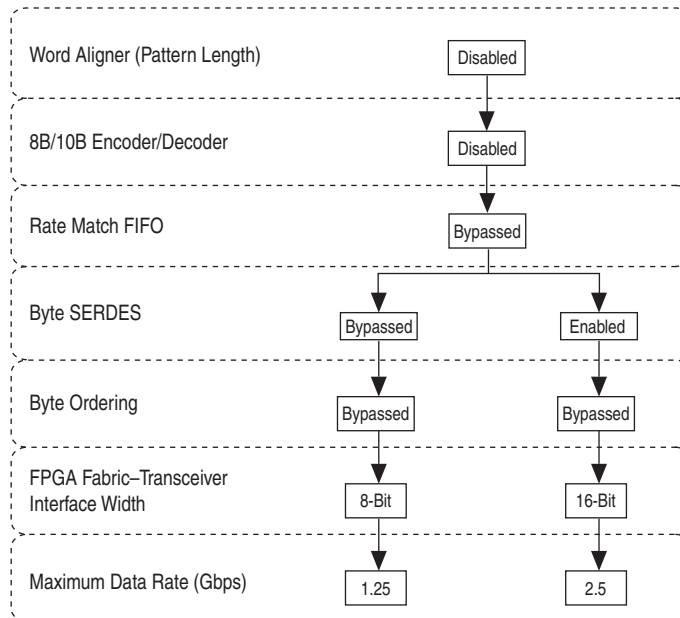 Word Aligner (Pattern Length)
Disabled
8B/10B Encoder/Decoder
Disabled
Rate Match FIFO
Bypassed
Byte SERDES
Bypassed
Enabled
Byte Ordering
Bypassed
Bypassed
FPGA Fabric–Transceiver
Interface Width
8-Bit
16-Bit
Maximum Data Rate (Gbps)
1.25
2.5